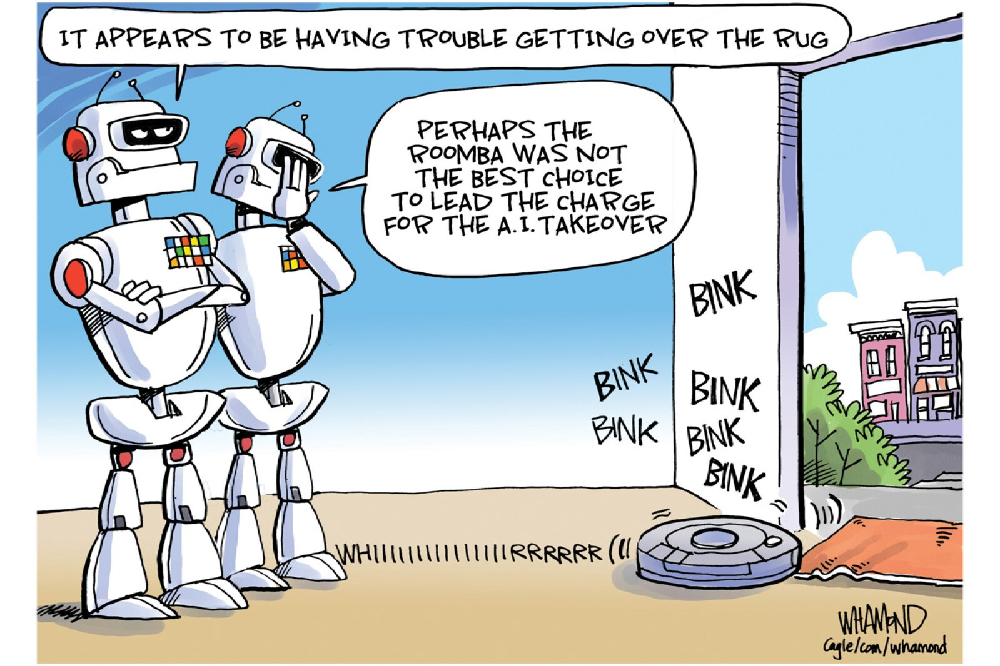 IT APPEARS TO BE HAVING TROUBLE GETTING OVER THE RUG
PERHAPS THE
ROOMBA WAS NOT
THE BEST CHOICE
TO LEAD THE CHARGE
FOR THE A.I. TAKEOVER
BINK
BINK
BINK
BINK
BINK
BINK
WHIIIIIIIIIIIIIIIRRRRRR
WHAMOND
Cagle/com/whamond